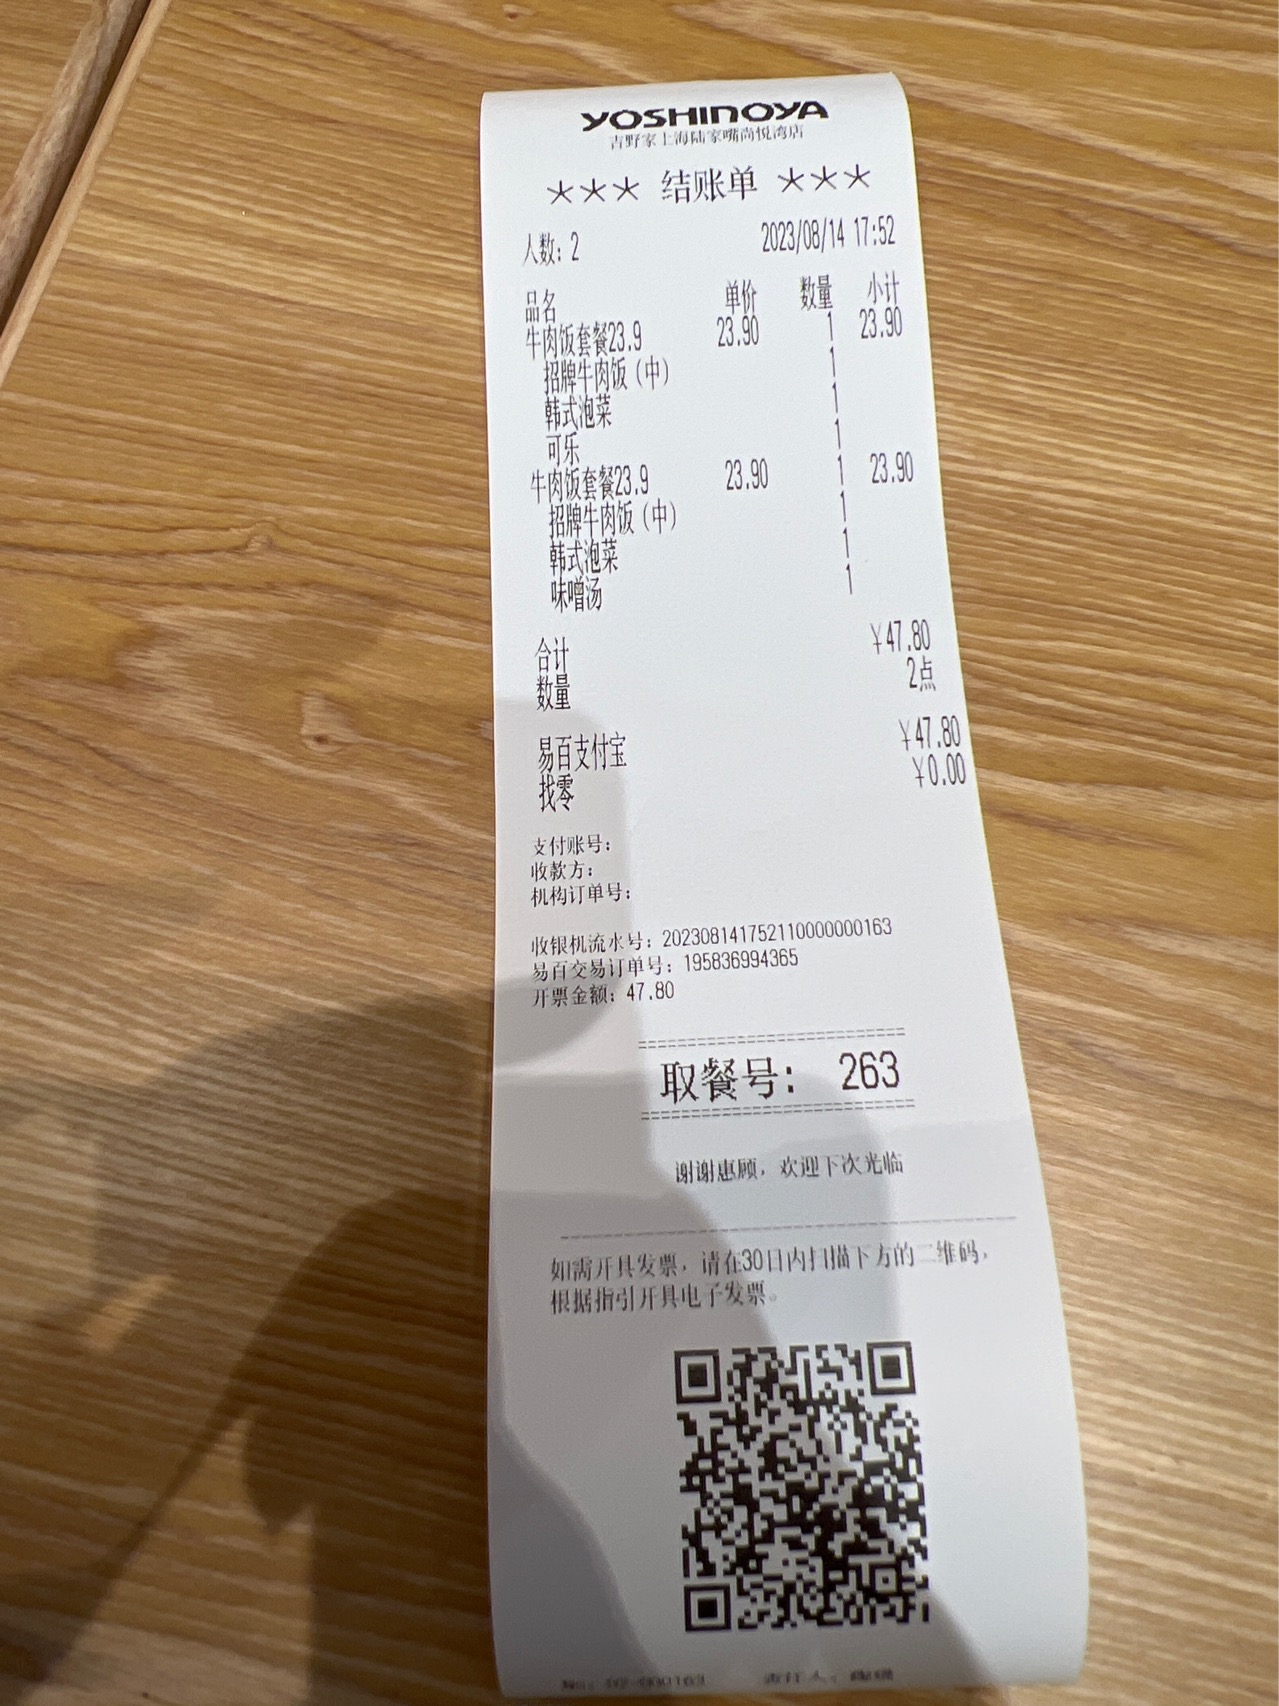 YOSHINOYA
吉野家上海陆家嘴尚悦湾店
*** 结账单 ***
人数: 2 2023/08/14 17:52
品名 单价 数量 小计
牛肉饭套餐23.9 23.90 1 23.90
招牌牛肉饭(中) 1
韩式泡菜 1
可乐 1
牛肉饭套餐23.9 23.90 1 23.90
招牌牛肉饭(中) 1
韩式泡菜 1
味噌汤 1
合计 ¥47.80
数量 2点
易百支付宝 ¥47.80
找零 ¥0.00
支付账号:
收款方:
机构订单号:
收银机流水号: 202308141752110000000163
易百交易订单号: 195836994365
开票金额: 47.80
取餐号: 263
谢谢惠顾，欢迎下次光临
如需开具发票，请在30日内扫描下方的二维码，
根据指引开具电子发票。